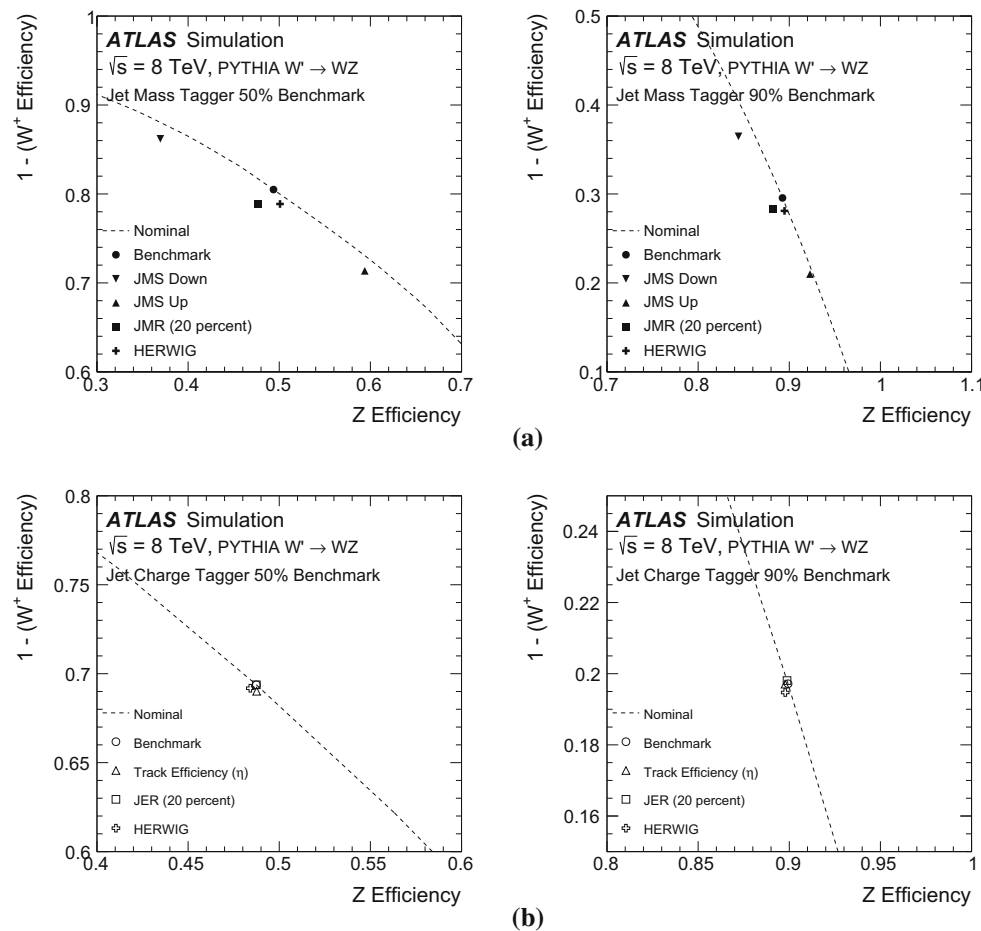 1 - (W⁺ Efficiency)
1
0.9
0.8
0.7
0.6
ATLAS Simulation
√s = 8 TeV, PYTHIA W' → WZ
Jet Mass Tagger 50% Benchmark
Nominal
Benchmark
JMS Down
JMS Up
JMR (20 percent)
HERWIG
0.3 0.4 0.5 0.6 0.7
Z Efficiency
1 - (W⁺ Efficiency)
0.5
0.4
0.3
0.2
0.1
ATLAS Simulation
√s = 8 TeV, PYTHIA W' → WZ
Jet Mass Tagger 90% Benchmark
Nominal
Benchmark
JMS Down
JMS Up
JMR (20 percent)
HERWIG
0.7 0.8 0.9 1 1.1
Z Efficiency
(a)
1 - (W⁺ Efficiency)
0.8
0.75
0.7
0.65
0.6
ATLAS Simulation
√s = 8 TeV, PYTHIA W' → WZ
Jet Charge Tagger 50% Benchmark
Nominal
Benchmark
Track Efficiency (η)
JER (20 percent)
HERWIG
0.4 0.45 0.5 0.55 0.6
Z Efficiency
1 - (W⁺ Efficiency)
0.24
0.22
0.2
0.18
0.16
ATLAS Simulation
√s = 8 TeV, PYTHIA W' → WZ
Jet Charge Tagger 90% Benchmark
Nominal
Benchmark
Track Efficiency (η)
JER (20 percent)
HERWIG
0.8 0.85 0.9 0.95 1
Z Efficiency
(b)